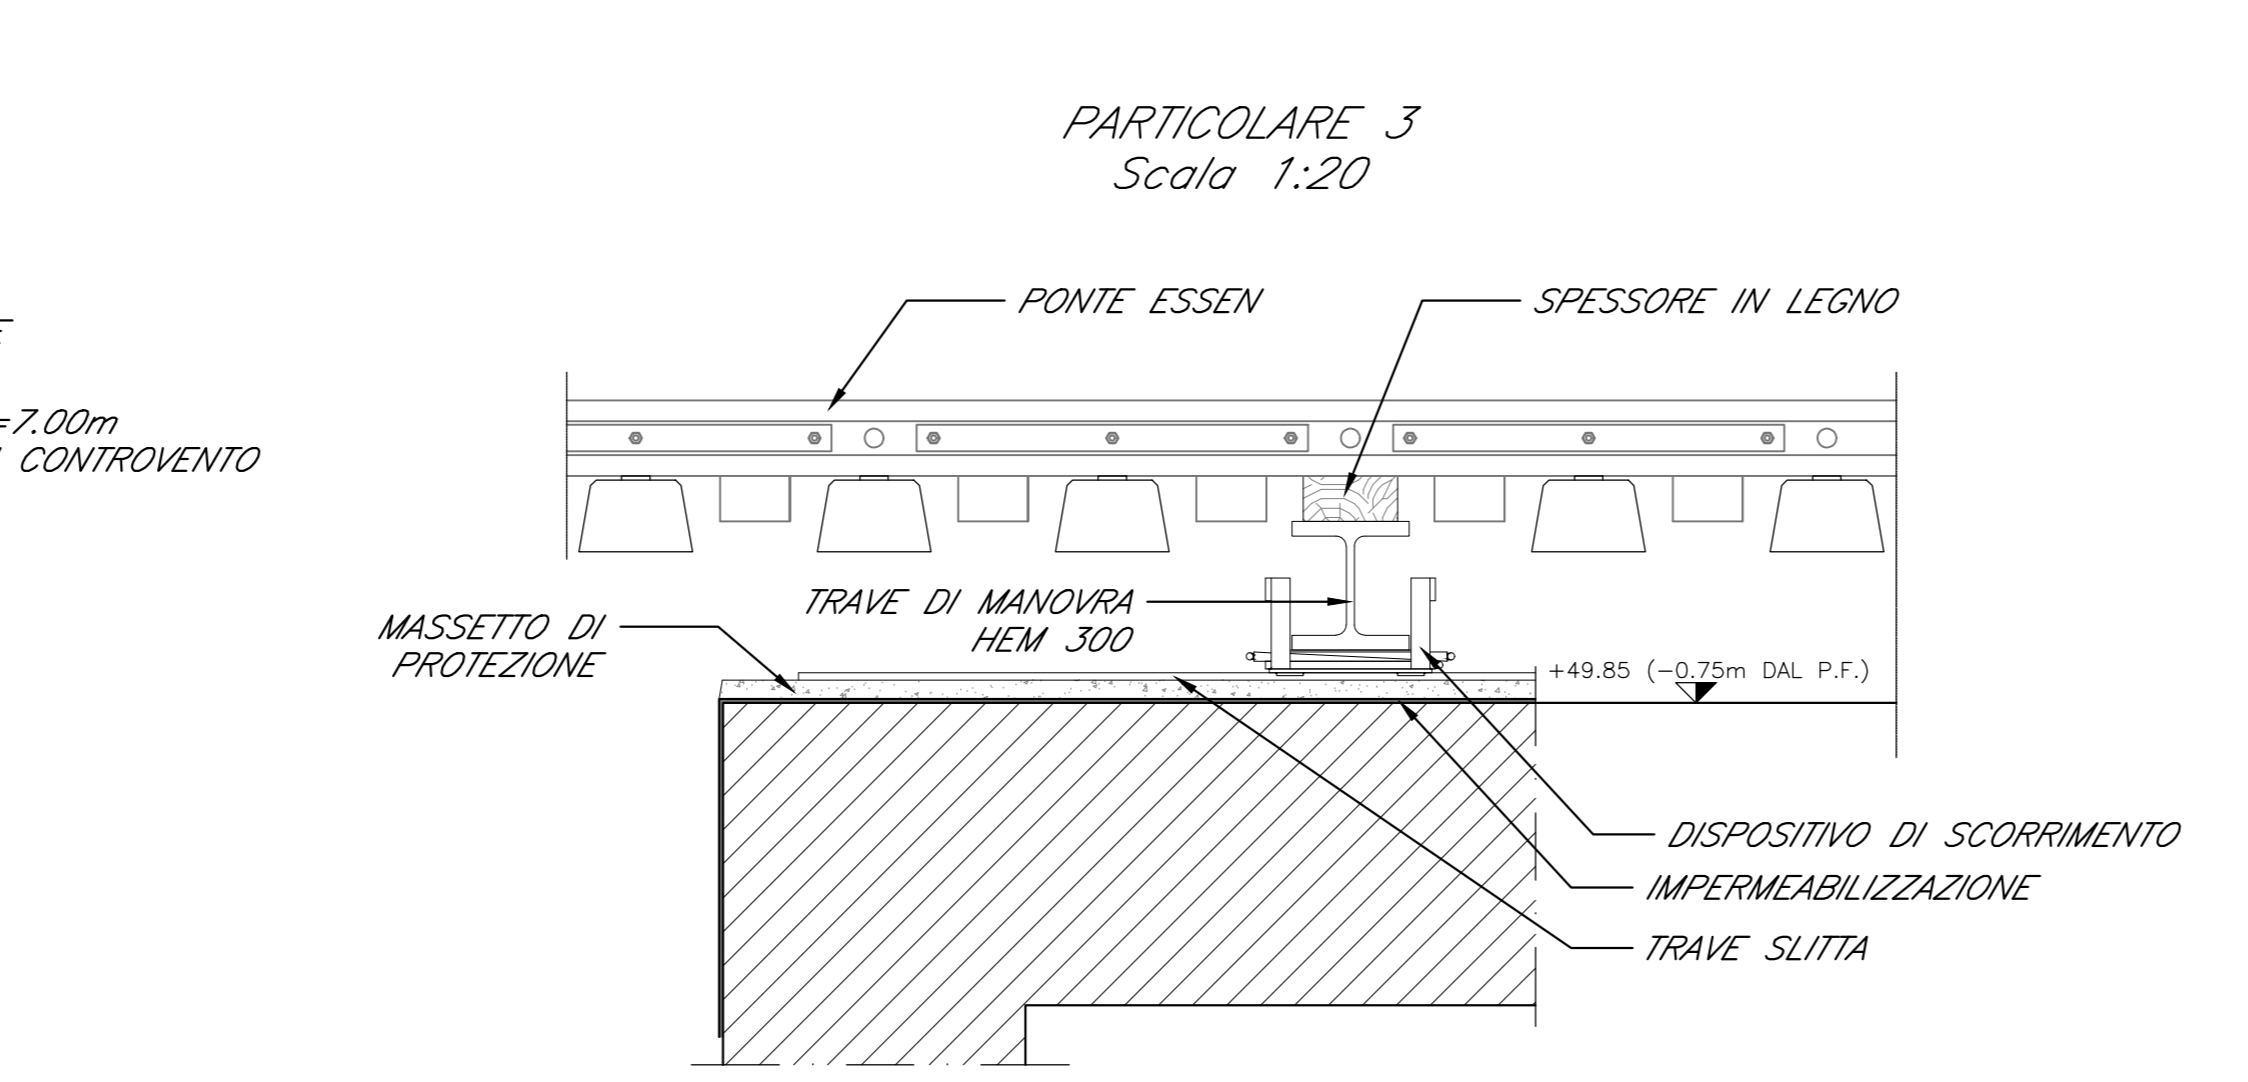 PARTICOLARE 3
Scala 1:20
PONTE ESSEN
SPESSORE IN LEGNO
=7.00m
CONTROVENTO
TRAVE DI MANOVRA
HEM 300
MASSETTO DI
PROTEZIONE
+49.85 (-0.75m DAL P.F.)
DISPOSITIVO DI SCORRIMENTO
IMPERMEABILIZZAZIONE
TRAVE SLITTA